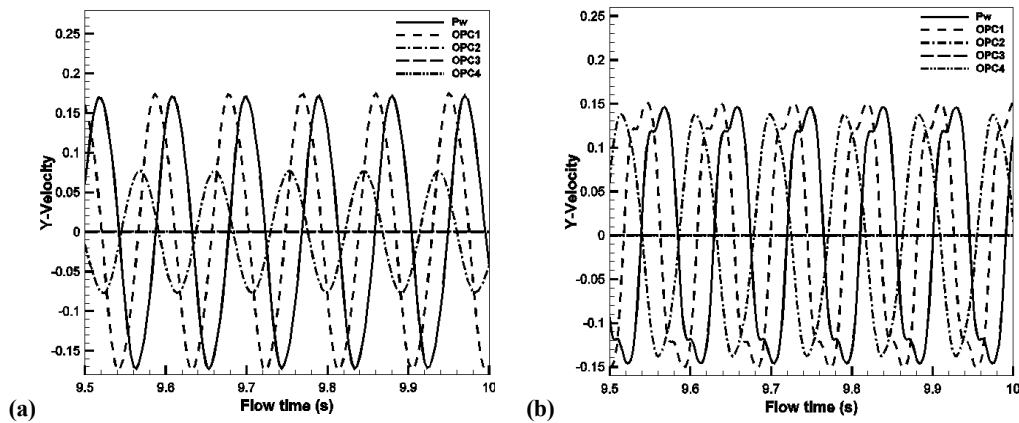 Pw
OPC1
OPC2
OPC3
OPC4
0.25
0.2
0.15
0.1
0.05
0
-0.05
-0.1
-0.15
Y-Velocity
9.5
9.6
9.7
9.8
9.9
10
Flow time (s)
(a)
Pw
OPC1
OPC2
OPC3
OPC4
0.25
0.2
0.15
0.1
0.05
0
-0.05
-0.1
-0.15
Y-Velocity
9.5
9.6
9.7
9.8
9.9
10
Flow time (s)
(b)